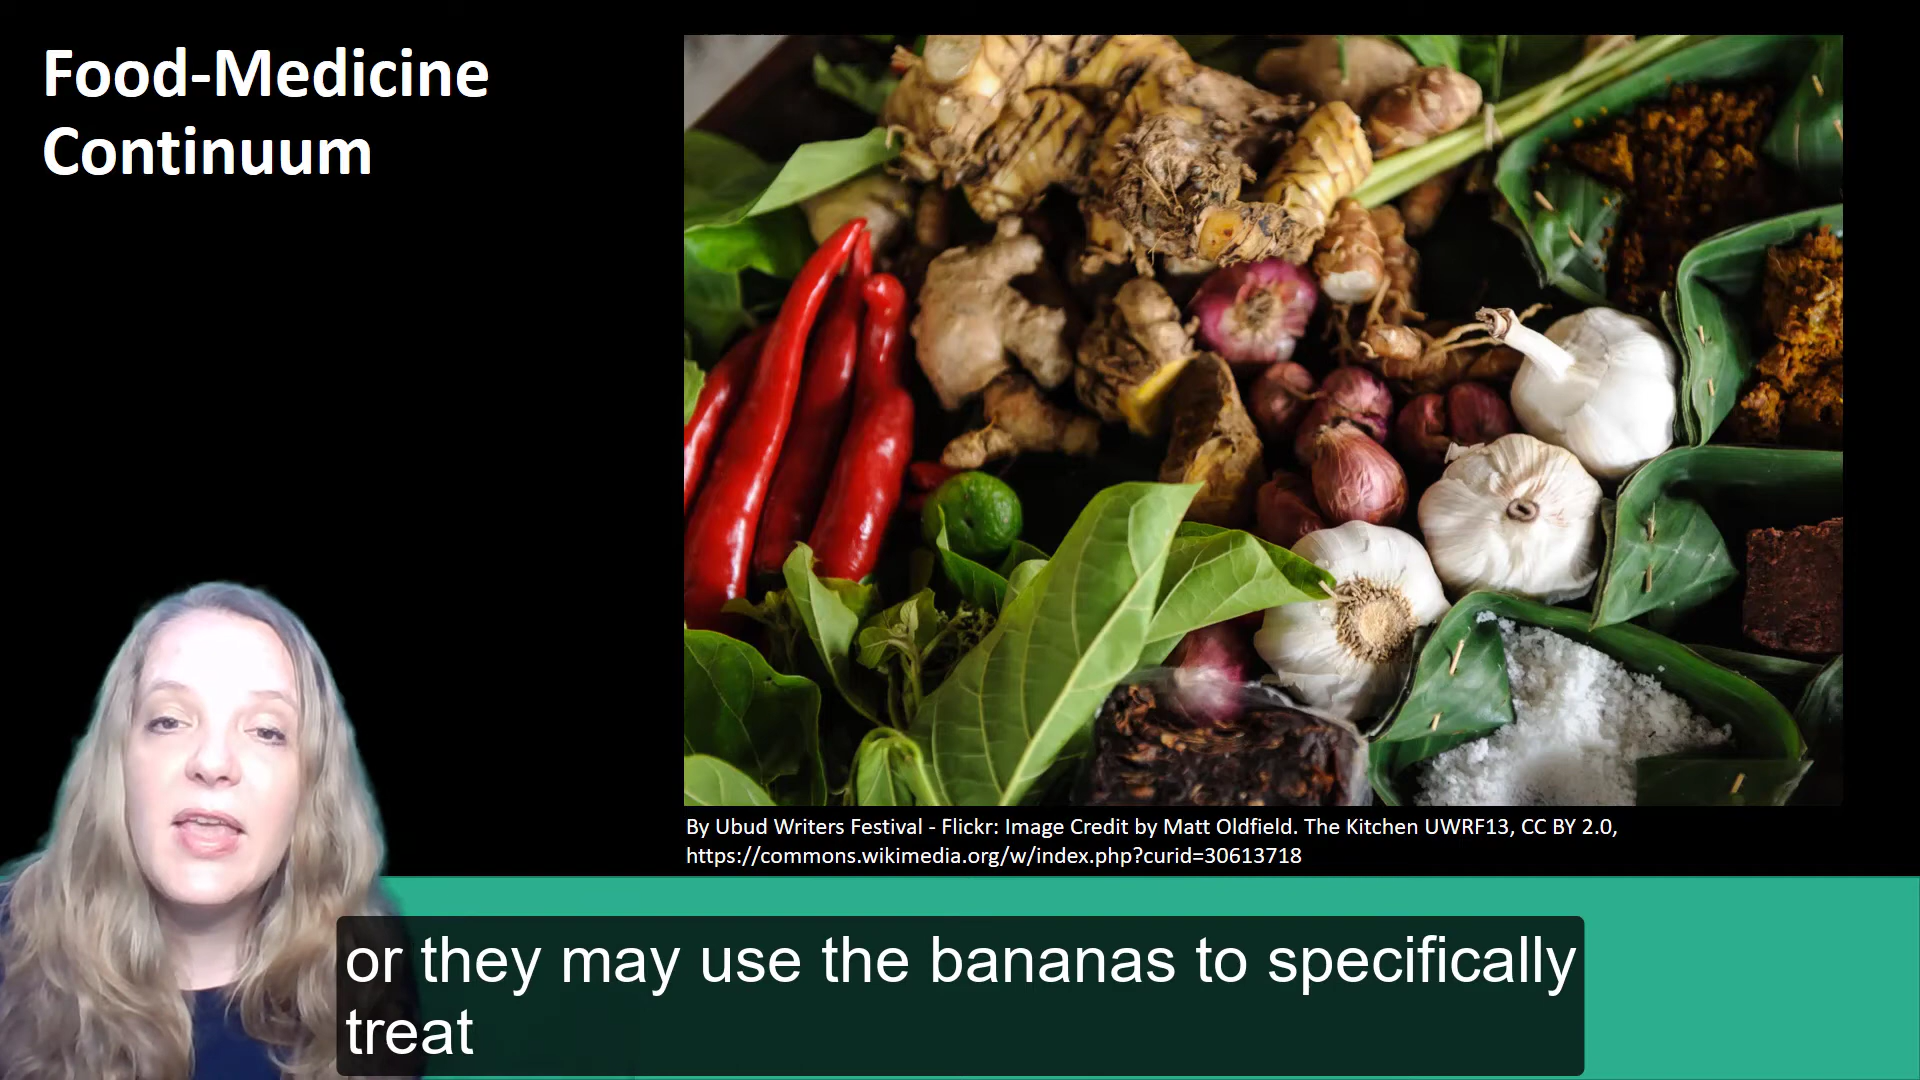 Food-Medicine
Continuum
By Ubud Writers Festival - Flickr: Image Credit by Matt Oldfield. The Kitchen UWRF13, CC BY 2.0,
https://commons.wikimedia.org/w/index.php?curid=30613718
or they may use the bananas to specifically
treat